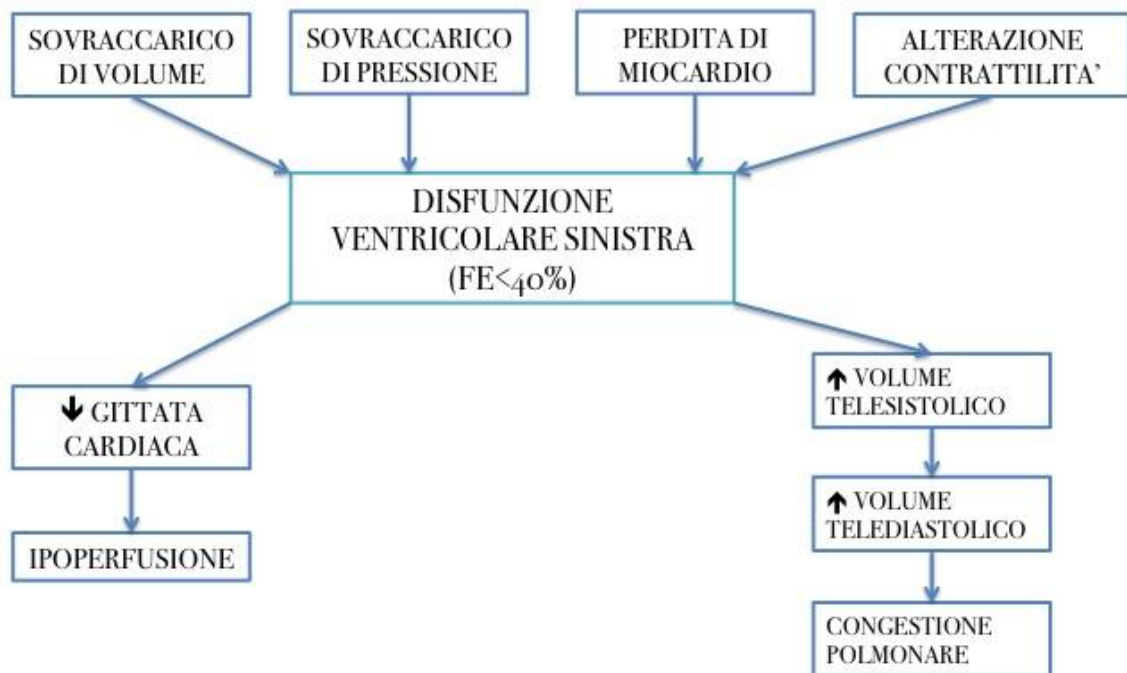 SOVRACCARICO
DI VOLUME
SOVRACCARICO
DI PRESSIONE
PERDITA DI
MIOCARDIO
ALTERAZIONE
CONTRATTILITA’
DISFUNZIONE
VENTRICOLARE SINISTRA
(FE<40%)
🡫 GITTATA
CARDIACA
IPOPERFUSIONE
🡩 VOLUME
TELESISTOLICO
🡩 VOLUME
TELEDIASTOLICO
CONGESTIONE
POLMONARE